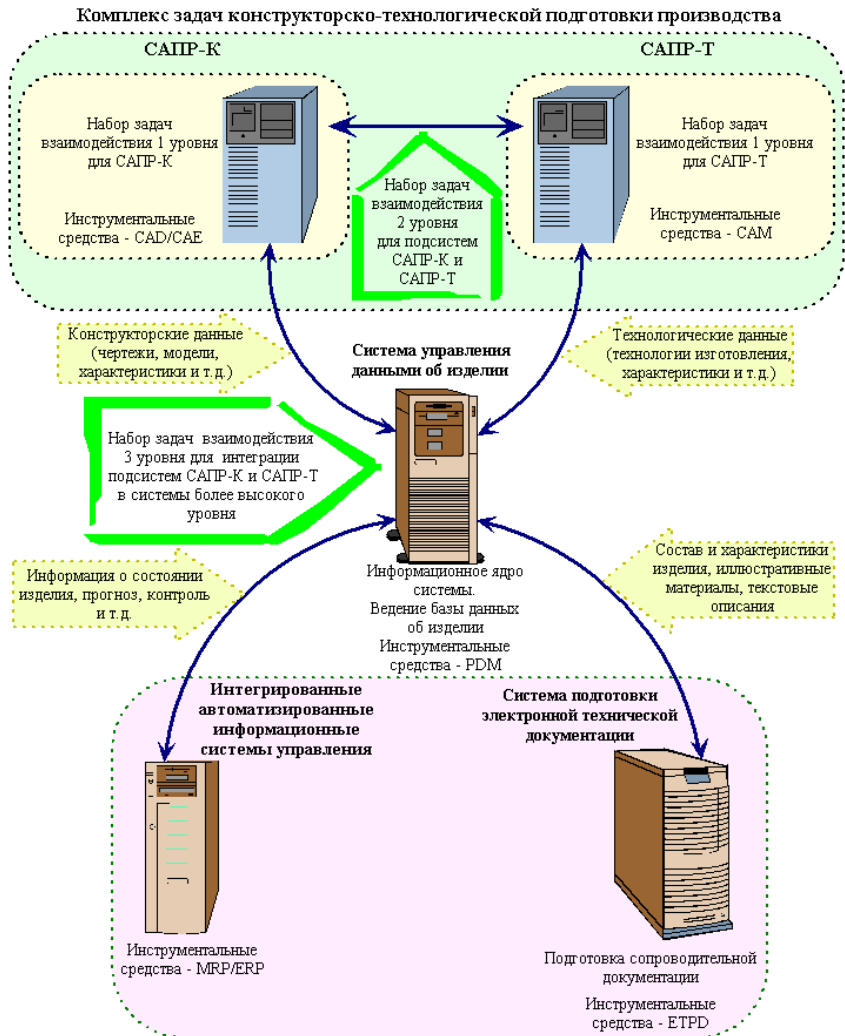 Комплекс задач конструкторско-технологической подготовки производства
САПР-К
САПР-Т
Набор задач
взаимодействия 1 уровня
для САПР-К
Инструментальные
средства - CAD/CAE
Набор задач
взаимодействия 1 уровня
для САПР-Т
Инструментальные
средства - CAM
Набор задач
взаимодействия
2 уровня
для подсистем
САПР-К и
САПР-Т
Конструкторские данные
(чертежи, модели,
характеристики и т.д.)
Система управления
данными об изделии
Технологические данные
(технологии изготовления,
характеристики и т.д.)
Набор задач взаимодействия
3 уровня для интеграции
подсистем САПР-К и САПР-Т
в системы более высокого
уровня
Информация о состоянии
изделия, прогноз, контроль
и т.д.
Информационное ядро
системы.
Ведение базы данных
об изделии
Инструментальные
средства - PDM
Состав и характеристики
изделия, иллюстративные
материалы, текстовые
описания
Интегрированные
автоматизированные
информационные
системы управления
Система подготовки
электронной технической
документации
Инструментальные
средства - MRP/ERP
Подготовка сопроводительной
документации
Инструментальные
средства - ETPD